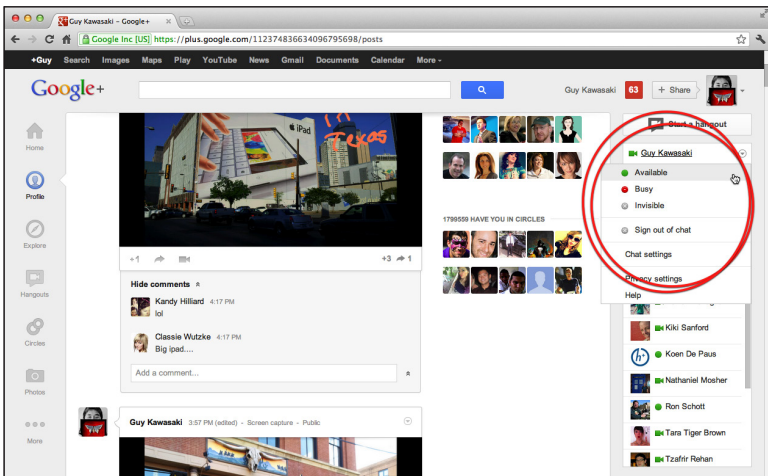 Guy Kawasaki – Google+
Google Inc [US] https://plus.google.com/112374836634096795698/posts
+Guy Search Images Maps Play YouTube News Gmail Documents Calendar More
Google+
Guy Kawasaki 63 + Share
Start a hangout
iPad
in
Texas
Home
Profile
Explore
Hangouts
Circles
Photos
More
+1
+3 1
Hide comments
Kandy Hilliard 4:17 PM
lol
Classie Wutzke 4:17 PM
Big ipad....
Add a comment...
Guy Kawasaki 3:57 PM (edited) - Screen capture - Public
1799559 HAVE YOU IN CIRCLES
Guy Kawasaki
Available
Busy
Invisible
Sign out of chat
Chat settings
Privacy settings
Help
Kiki Sanford
h+
Koen De Paus
Nathaniel Mosher
Ron Schott
Tara Tiger Brown
Tzafrir Rehan